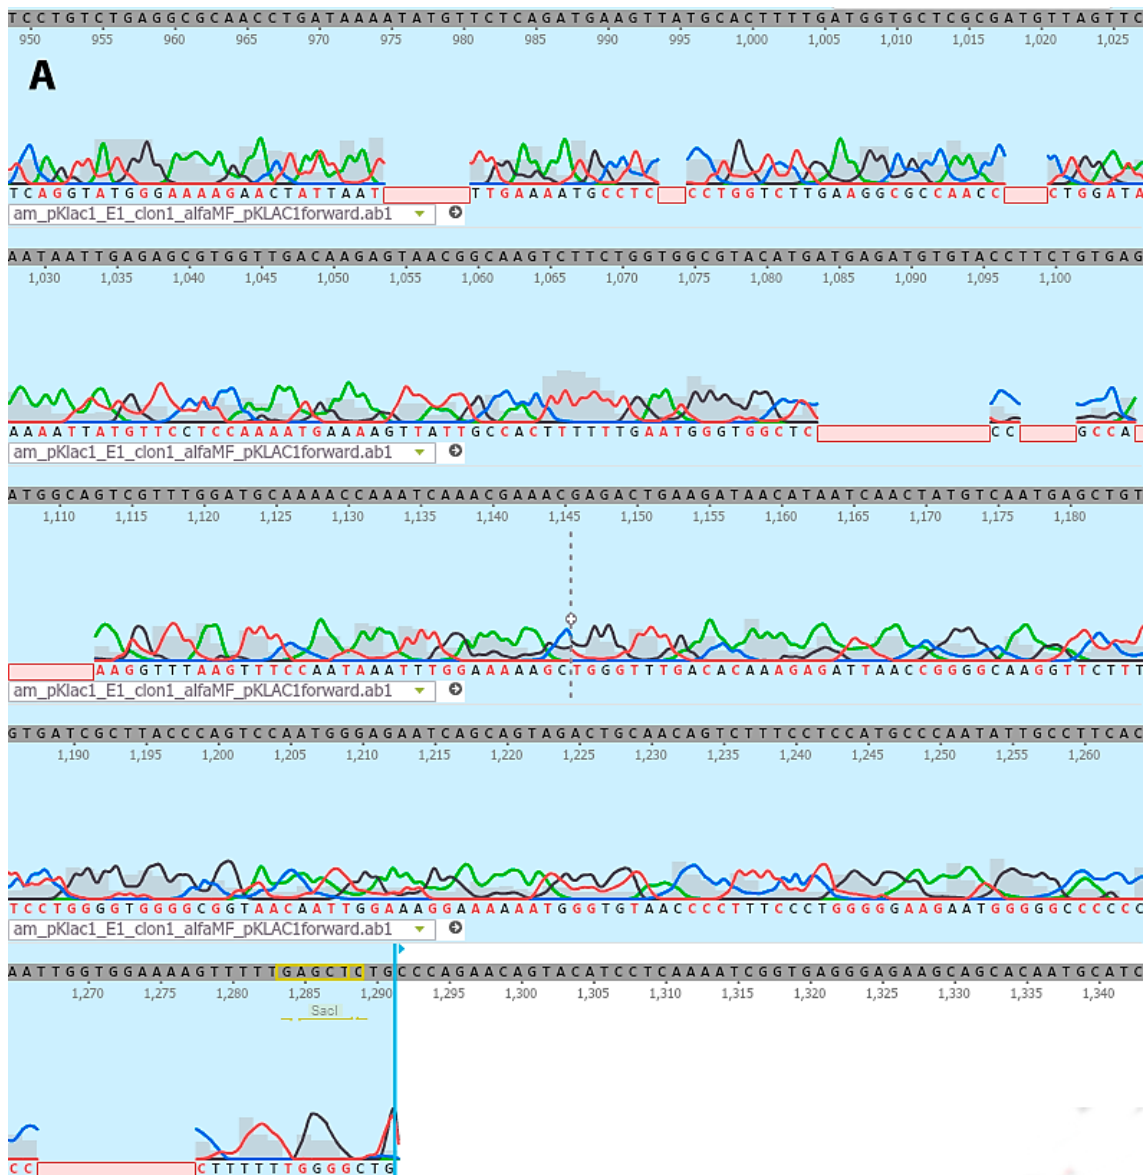 TCCTGTCTGAGGCGCAACCTGATAAAATATGTTCTCAGATGAAGTTATGCACTTTTGATGGTGCTCGCGATGTTAGTTC
950 955 960 965 970 975 980 985 990 995 1,000 1,005 1,010 1,015 1,020 1,025
A
TCAGGTATGGGAAAAGAACTATTAAT TTGAAAATGCCTC CCTGGTCTTGAAGGCGCCAACC CTGGATA
am_pKlac1_E1_clon1_alfaMF_pKLAC1forward.ab1
AATAATTGAGAGCGTGGTTGACAAGAGTAACGGCAAGTCTTCTGGTGGCGTACATGATGAGATGTGTACCTTCTGTGAG
1,030 1,035 1,040 1,045 1,050 1,055 1,060 1,065 1,070 1,075 1,080 1,085 1,090 1,095 1,100
AAAATTATGTTCCTCCAAAATGAAAAGTTATTGCCACTTTTTTGAATGGGTGGCTC CC GCCA
am_pKlac1_E1_clon1_alfaMF_pKLAC1forward.ab1
ATGGCAGTCGTTTGGATGCAAAACCAAATCAAACGAAACGAGACTGAAGATAACATAATCAACTATGTCAATGAGCTGT
1,110 1,115 1,120 1,125 1,130 1,135 1,140 1,145 1,150 1,155 1,160 1,165 1,170 1,175 1,180
AAGGTTTAAGTTTCCAATAAATTTGGAAAAAGCTGGGTTTGACACAAAGAGATTAACCGGGGCAAGGTTCTTT
am_pKlac1_E1_clon1_alfaMF_pKLAC1forward.ab1
GTGATCGCTTACCCAGTCCAATGGGAGAATCAGCAGTAGACTGCAACAGTCTTTCCTCCATGCCCAATATTGCCTTCAC
1,190 1,195 1,200 1,205 1,210 1,215 1,220 1,225 1,230 1,235 1,240 1,245 1,250 1,255 1,260
TCCTGGGGTGGGGCGGTAACAATTGGAAAGGAAAAAATGGGTGTAACCCCTTTCCCTGGGGGAAGAATGGGGGCCCCCC
am_pKlac1_E1_clon1_alfaMF_pKLAC1forward.ab1
AATTGGTGGAAAAGTTTTTGAGCTCTGCCCAGAACAGTACATCCTCAAAATCGGTGAGGGAGAAGCAGCACAATGCATC
1,270 1,275 1,280 1,285 1,290 1,295 1,300 1,305 1,310 1,315 1,320 1,325 1,330 1,335 1,340
SacI
CC CTTTTTTGGGGCTG